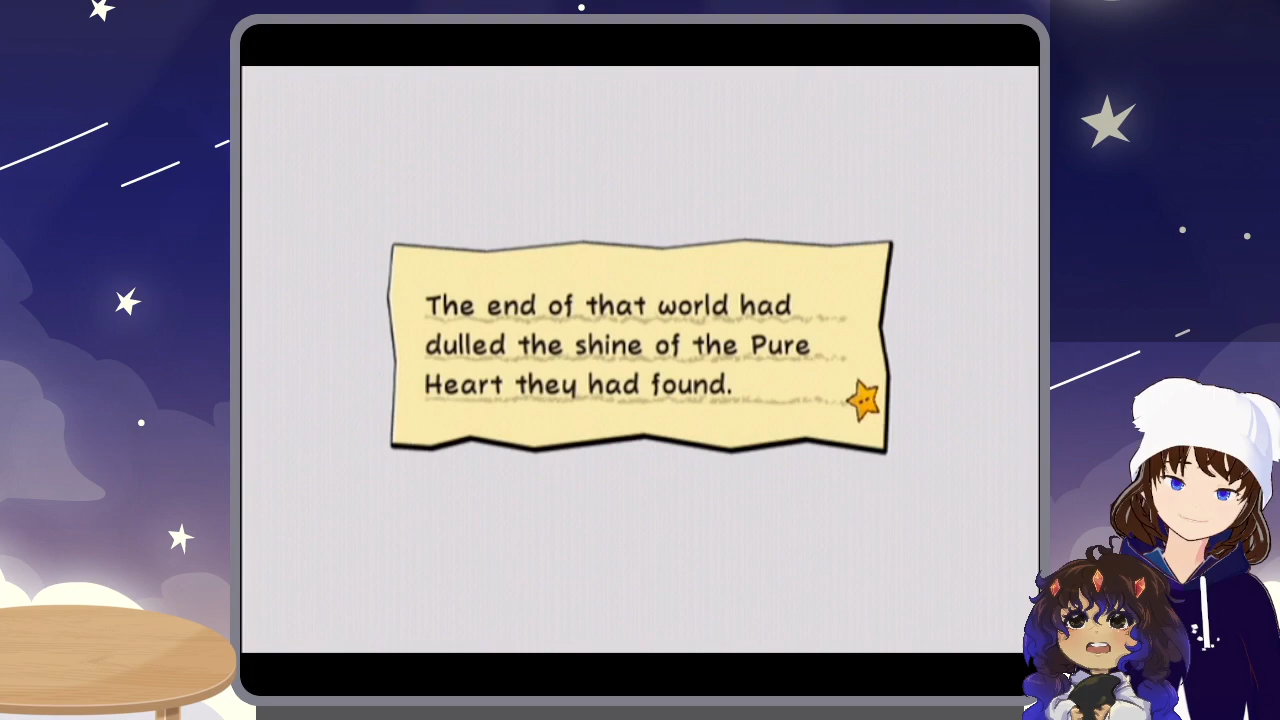 The end of that world had
dulled the shine of the Pure
Heart they had found.